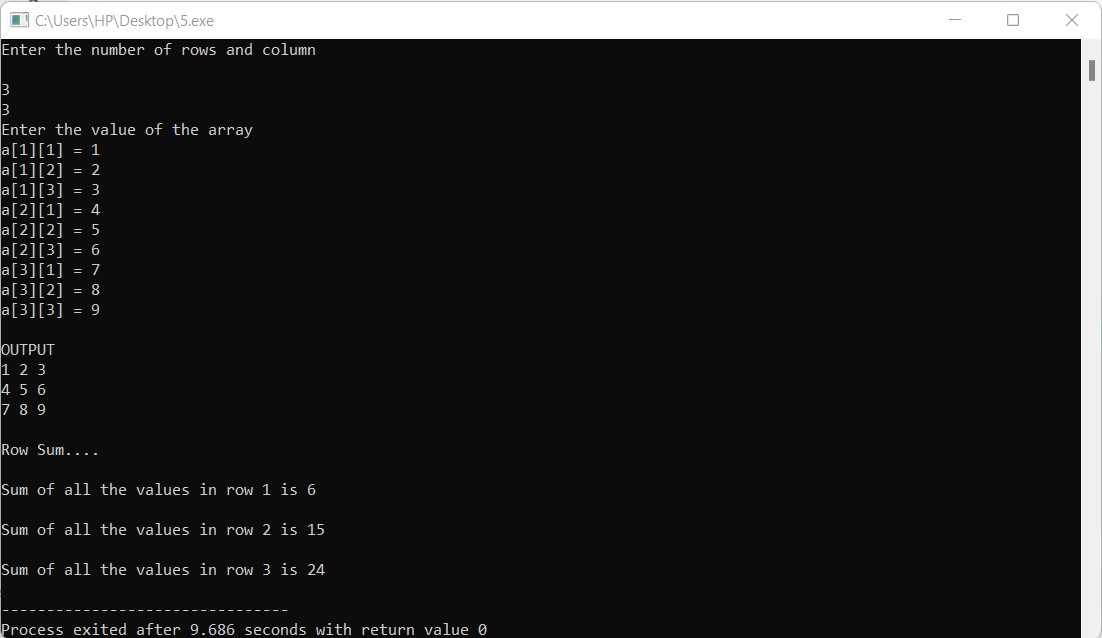 C:\Users\HP\Desktop\5.exe
Enter the number of rows and column
3
3
Enter the value of the array
a[1][1] = 1
a[1][2] = 2
a[1][3] = 3
a[2][1] = 4
a[2][2] = 5
a[2][3] = 6
a[3][1] = 7
a[3][2] = 8
a[3][3] = 9
OUTPUT
1 2 3
4 5 6
7 8 9
Row Sum....
Sum of all the values in row 1 is 6
Sum of all the values in row 2 is 15
Sum of all the values in row 3 is 24
--------------------------------
Process exited after 9.686 seconds with return value 0